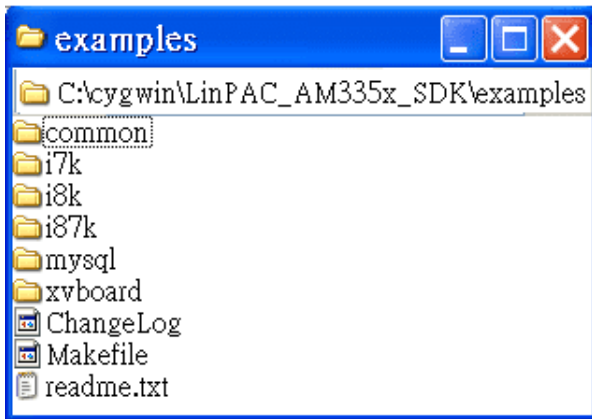 examples
C:\cygwin\LinPAC_AM335x_SDK\examples
common
i7k
i8k
i87k
mysql
xvboard
ChangeLog
Makefile
readme.txt